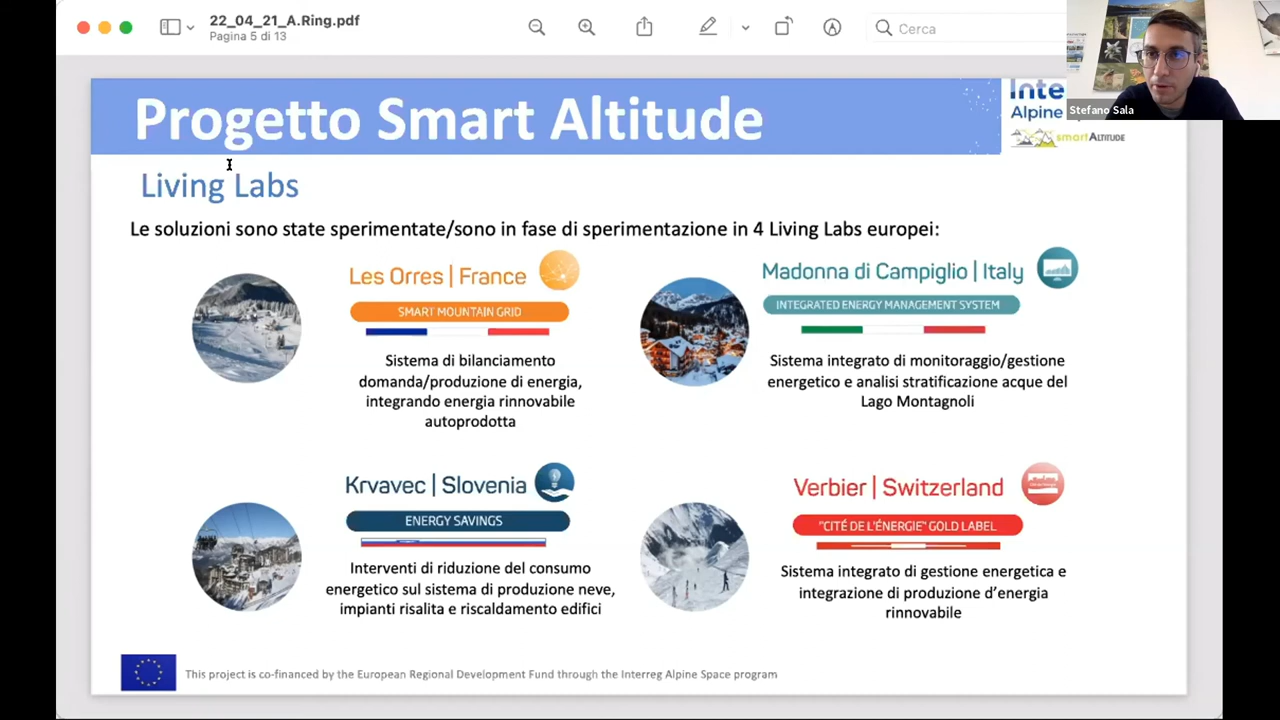 22_04_21_A.Ring.pdf
Pagina 5 di 13
Cerca
Stefano Sala
Progetto Smart Altitude
Alpine
smartALTITUDE
Living Labs
Le soluzioni sono state sperimentate/sono in fase di sperimentazione in 4 Living Labs europei:
Les Orres | France
SMART MOUNTAIN GRID
Sistema di bilanciamento
domanda/produzione di energia,
integrando energia rinnovabile
autoprodotta
Madonna di Campiglio | Italy
INTEGRATED ENERGY MANAGEMENT SYSTEM
Sistema integrato di monitoraggio/gestione
energetico e analisi stratificazione acque del
Lago Montagnoli
Krvavec | Slovenia
ENERGY SAVINGS
Interventi di riduzione del consumo
energetico sul sistema di produzione neve,
impianti risalita e riscaldamento edifici
Verbier | Switzerland
"CITÉ DE L'ÉNERGIE" GOLD LABEL
Sistema integrato di gestione energetica e
integrazione di produzione d'energia
rinnovabile
This project is co-financed by the European Regional Development Fund through the Interreg Alpine Space program